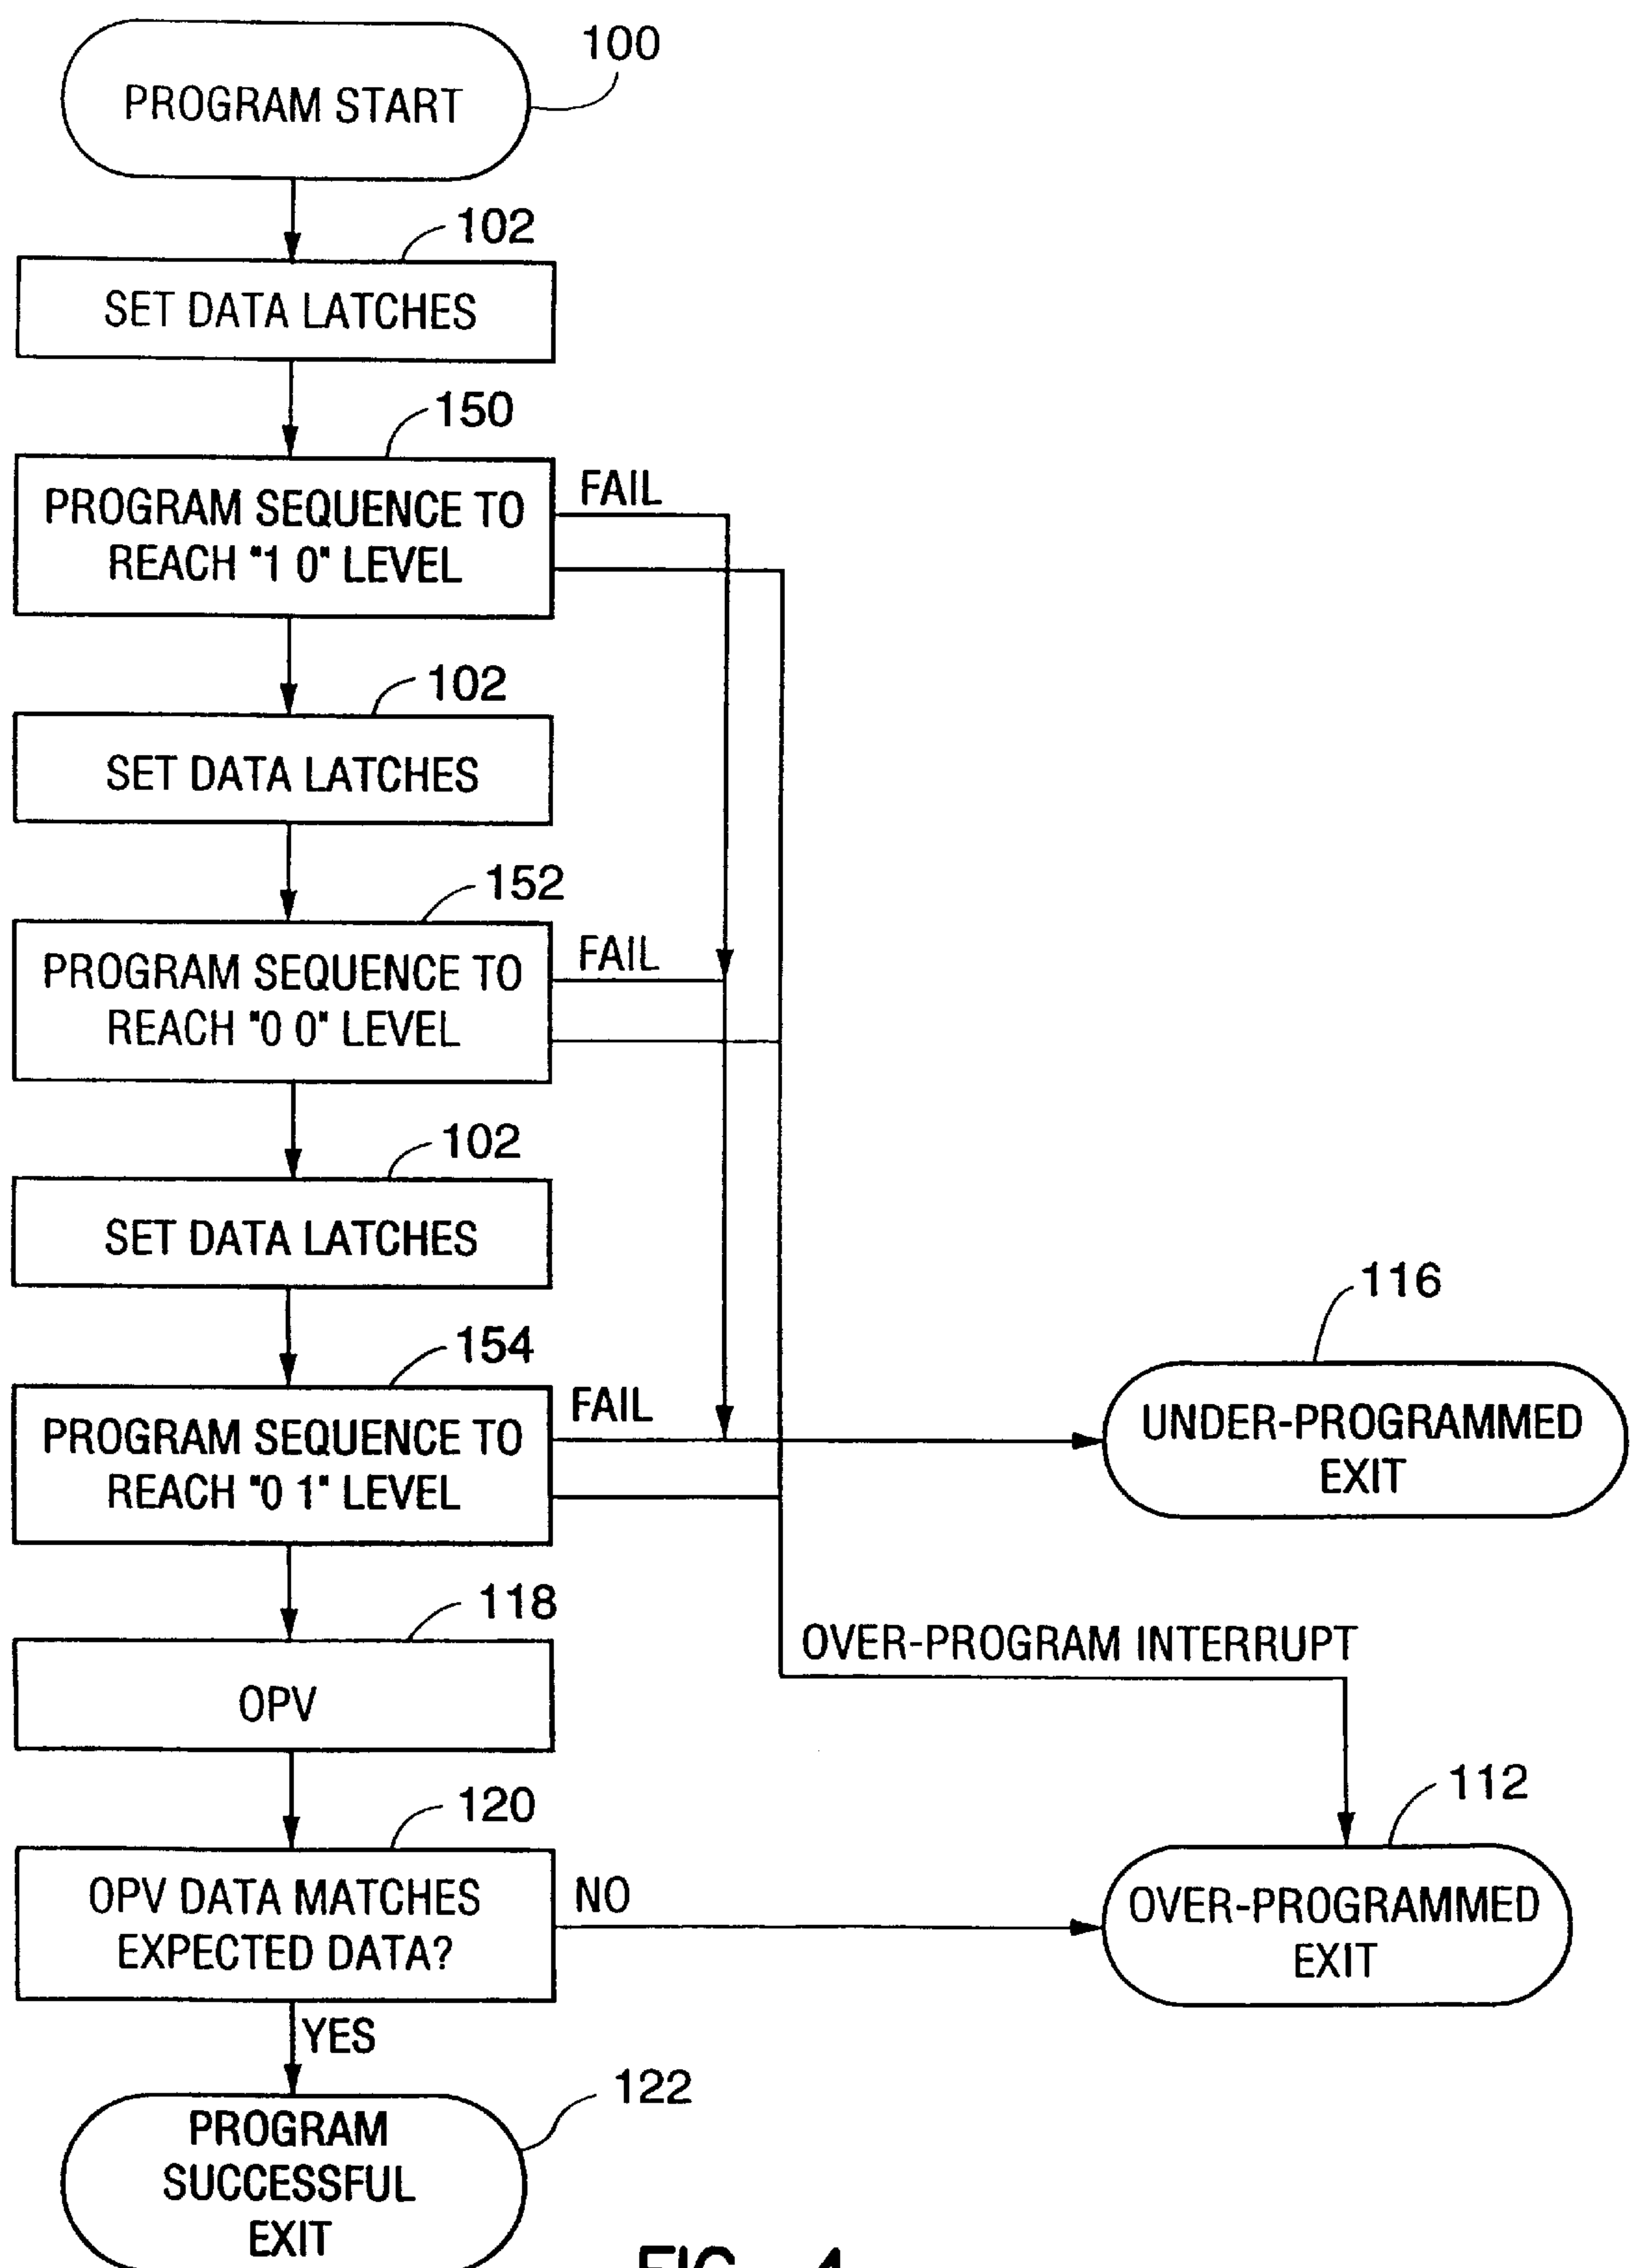 100
PROGRAM START
102
SET DATA LATCHES
150
PROGRAM SEQUENCE TO
REACH "1 0" LEVEL
FAIL
102
SET DATA LATCHES
152
PROGRAM SEQUENCE TO
REACH "0 0" LEVEL
FAIL
102
SET DATA LATCHES
154
PROGRAM SEQUENCE TO
REACH "0 1" LEVEL
FAIL
116
UNDER-PROGRAMMED
EXIT
118
OPV
OVER-PROGRAM INTERRUPT
120
OPV DATA MATCHES
EXPECTED DATA?
NO
112
OVER-PROGRAMMED
EXIT
YES
122
PROGRAM
SUCCESSFUL
EXIT